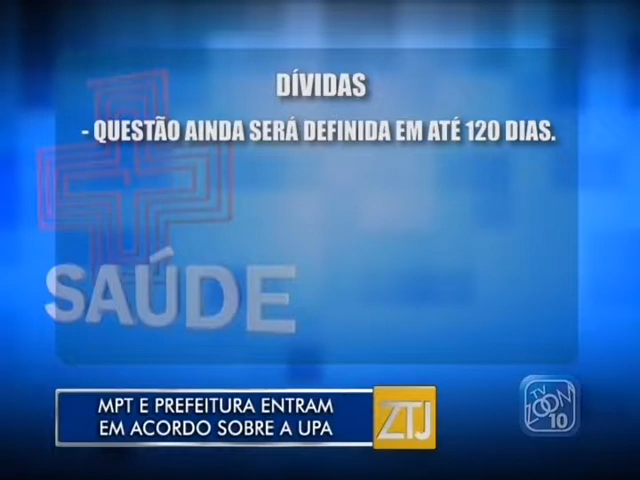 DÍVIDAS
- QUESTÃO AINDA SERÁ DEFINIDA EM ATÉ 120 DIAS.
SAÚDE
MPT E PREFEITURA ENTRAM
EM ACORDO SOBRE A UPA
ZTJ
TV
ZOOM
10